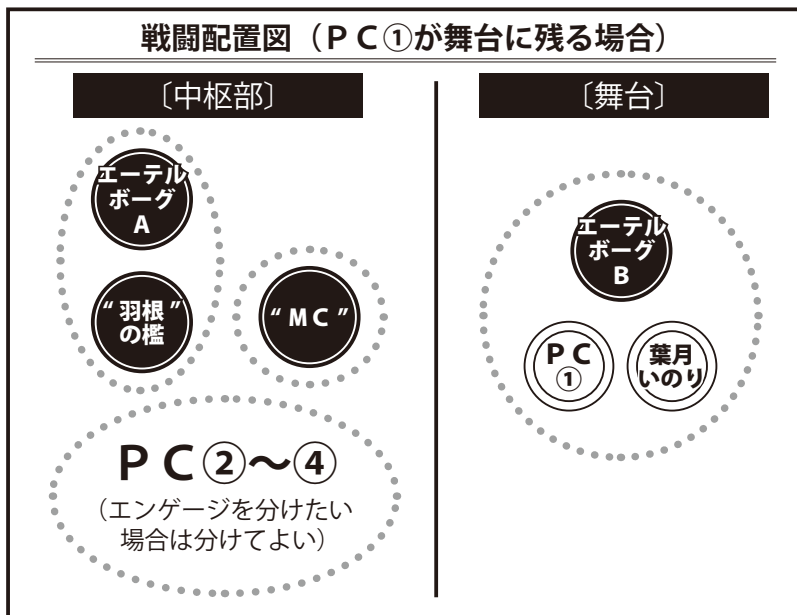 戦闘配置図（ＰＣ①が舞台に残る場合）
〔中枢部〕
エーテル
ボーグ
A
“羽根”
の檻
“ＭＣ”
ＰＣ②〜④
（エンゲージを分けたい
場合は分けてよい）
〔舞台〕
エーテル
ボーグ
B
ＰＣ
①
葉月
いのり